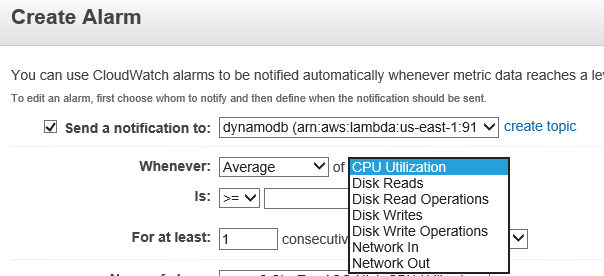 Create Alarm
You can use CloudWatch alarms to be notified automatically whenever metric data reaches a
To edit an alarm, first choose whom to notify and then define when the notification should be sent.
Send a notification to: dynamodb (arn:aws:lambda:us-east-1:91 create topic
Whenever: Average of CPU Utilization
Disk Reads
Is: >= Disk Read Operations
Disk Writes
For at least: 1 consecutiv Disk Write Operations
Network In
Network Out